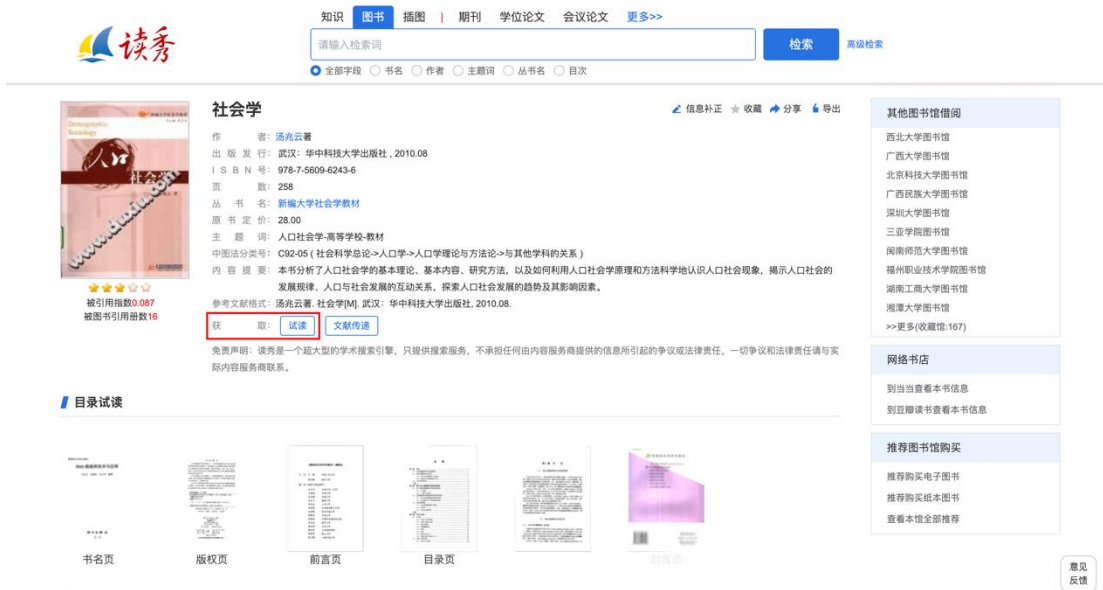 读秀
知识 图书 插图 | 期刊 学位论文 会议论文 更多>>
请输入检索词
检索
高级检索
全部字段 书名 作者 主题词 丛书名 目次
人口
社会学
www.duxiu.com
被引用指数0.087
被图书引用册数16
社会学
信息补正 收藏 分享 导出
作者: 汤兆云著
出版发行: 武汉: 华中科技大学出版社 , 2010.08
ISBN号: 978-7-5609-6243-6
页数: 258
丛书名: 新编大学社会学教材
原书定价: 28.00
主题词: 人口社会学-高等学校-教材
中图法分类号: C92-05 ( 社会科学总论->人口学->人口学理论与方法论->与其他学科的关系 )
内容提要: 本书分析了人口社会学的基本理论、基本内容、研究方法，以及如何利用人口社会学原理和方法科学地认识人口社会现象，揭示人口社会的
发展规律、人口与社会发展的互动关系，探索人口社会发展的趋势及其影响因素。
参考文献格式: 汤兆云著. 社会学[M]. 武汉：华中科技大学出版社, 2010.08.
获取: 试读 文献传递
免责声明：读秀是一个超大型的学术搜索引擎，只提供搜索服务，不承担任何由内容服务商提供的信息所引起的争议或法律责任，一切争议和法律责任请与实
际内容服务商联系。
目录试读
书名页 版权页 前言页 目录页 封底页
其他图书馆借阅
西北大学图书馆
广西大学图书馆
北京科技大学图书馆
广西民族大学图书馆
深圳大学图书馆
三亚学院图书馆
闽南师范大学图书馆
福州职业技术学院图书馆
湖南工商大学图书馆
湘潭大学图书馆
>>更多(收藏馆:167)
网络书店
到当当查看本书信息
到豆瓣读书查看本书信息
推荐图书馆购买
推荐购买电子图书
推荐购买纸本图书
查看本馆全部推荐
意见
反馈